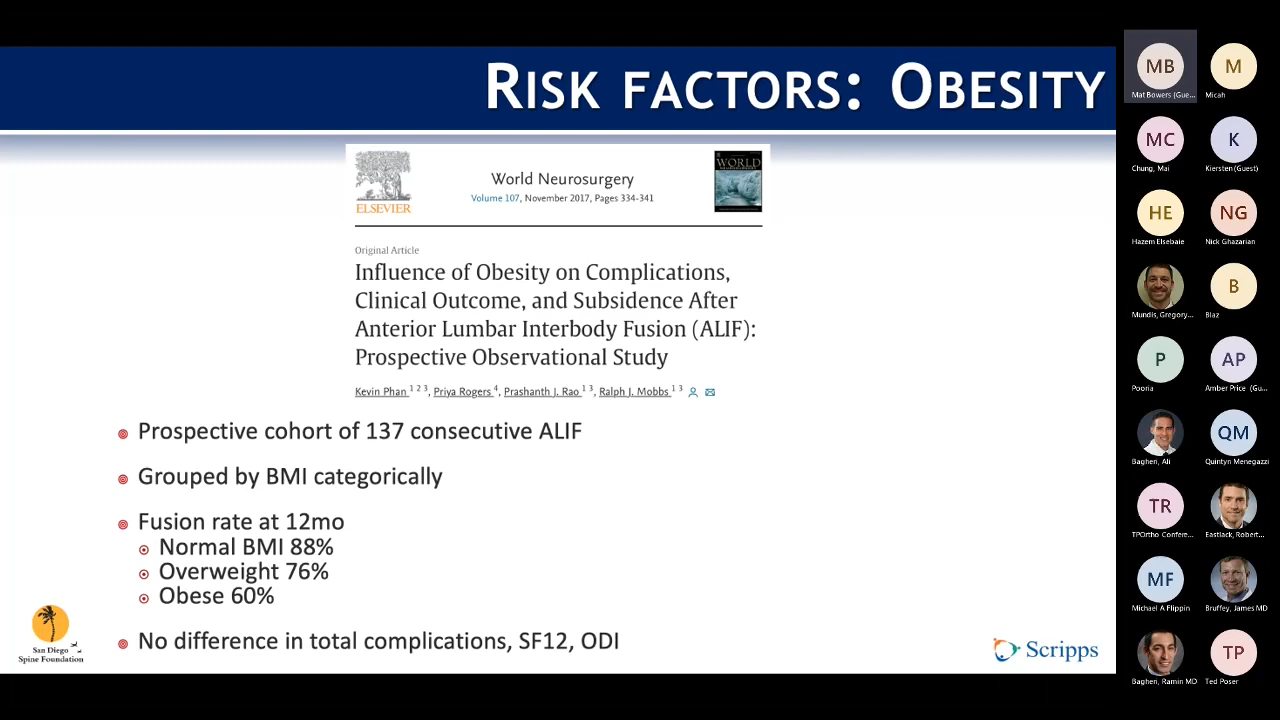 RISK FACTORS: OBESITY
ELSEVIER
World Neurosurgery
Volume 107, November 2017, Pages 334-341
WORLD
Original Article
Influence of Obesity on Complications,
Clinical Outcome, and Subsidence After
Anterior Lumbar Interbody Fusion (ALIF):
Prospective Observational Study
Kevin Phan 1 2 3, Priya Rogers 4, Prashanth J. Rao 1 3, Ralph J. Mobbs 1 3
Prospective cohort of 137 consecutive ALIF
Grouped by BMI categorically
Fusion rate at 12mo
Normal BMI 88%
Overweight 76%
Obese 60%
No difference in total complications, SF12, ODI
San Diego
Spine Foundation
Scripps
MB
Mat Bowers (Gue...
M
Micah
MC
Chung, Mai
K
Kiersten(Guest)
HE
Hazem Elsebaie
NG
Nick Ghazarian
Mundis, Gregory...
B
Blaz
P
Pooria
AP
Amber Price (Gu...
Bagheri, Ali
QM
Quintyn Menegazzi
TR
TPOrtho Confere...
Eastlack, Robert...
MF
Michael A Flippin
Bruffey, James MD
Bagheri, Ramin MD
TP
Ted Poser